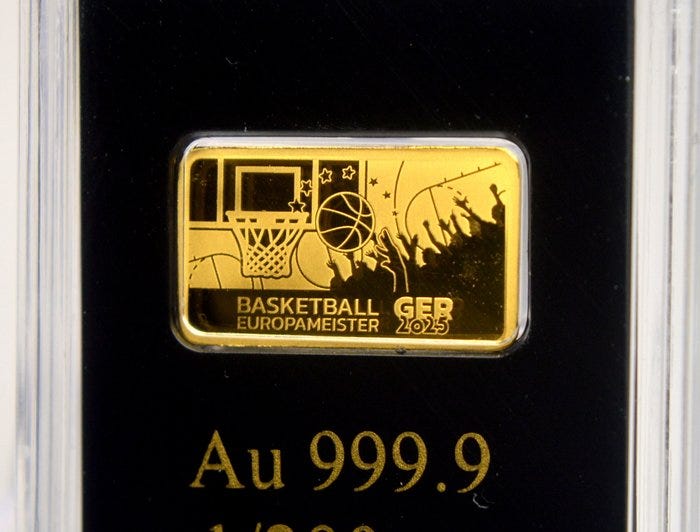 BASKETBALL
EUROPAMEISTER
GER
2025
Au 999.9